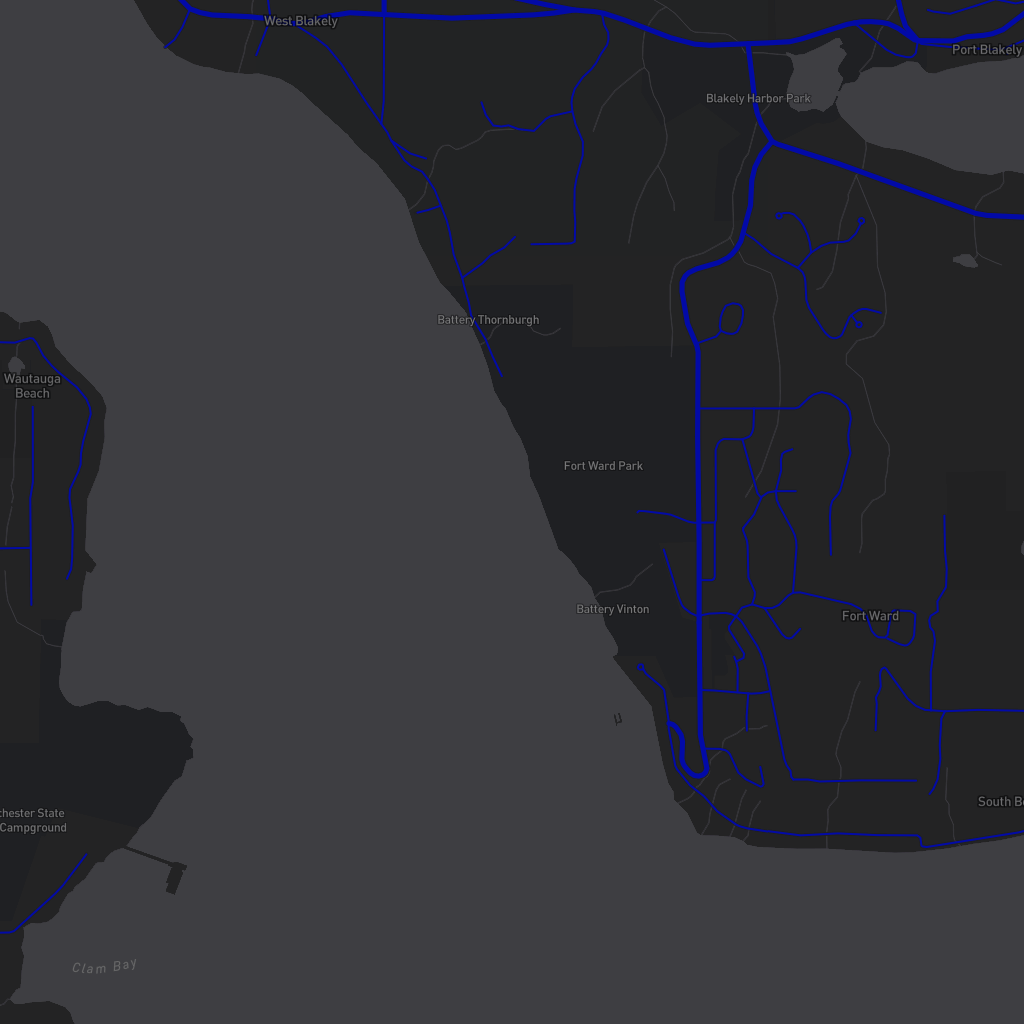 West Blakely
Port Blakely
Blakely Harbor Park
Battery Thornburgh
Wautauga
Beach
Fort Ward Park
Battery Vinton
Fort Ward
South Be
chester State
Campground
Clam Bay